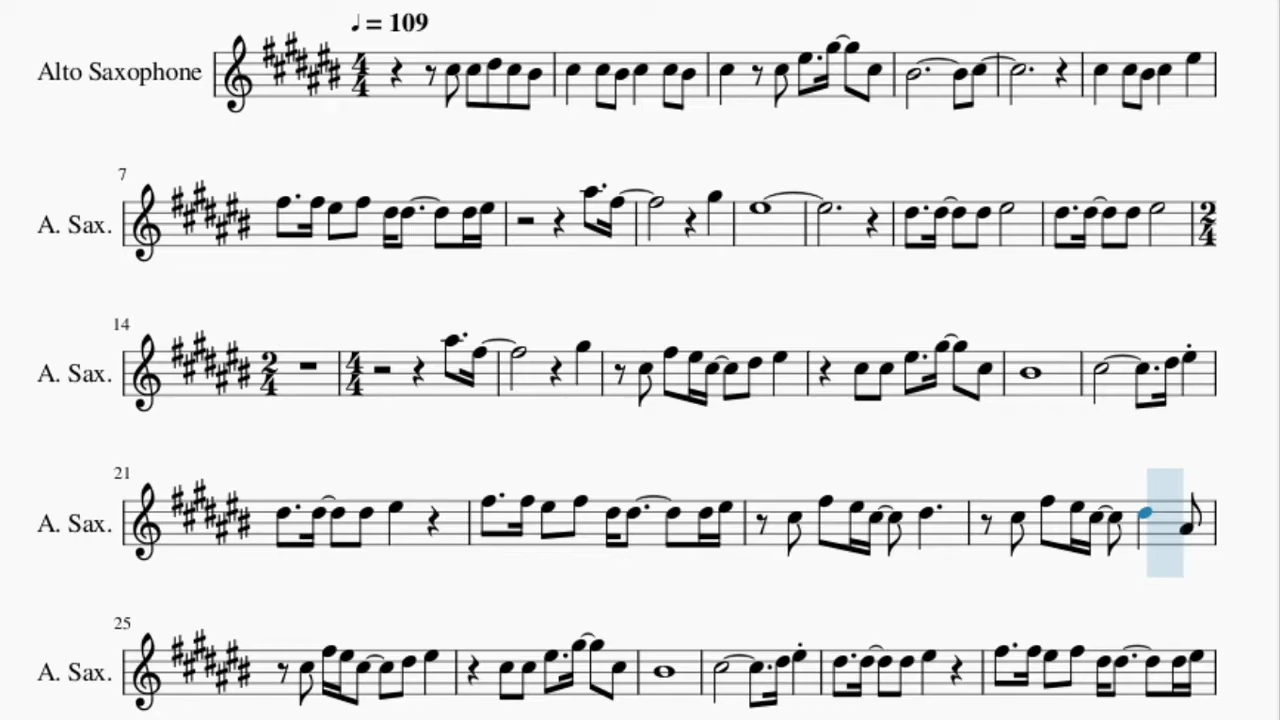 ♩ = 109
Alto Saxophone 4 4
7
A. Sax. 2 4
14
A. Sax. 2 4 4 4
21
A. Sax.
25
A. Sax.